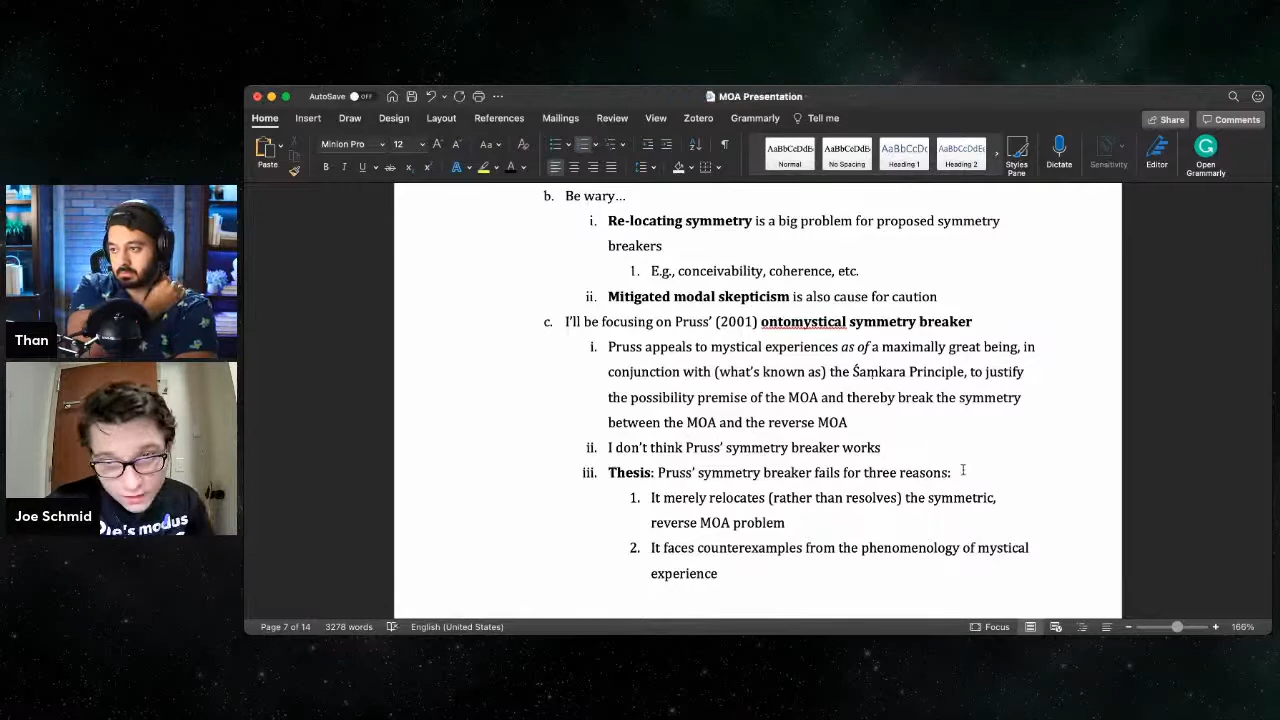 AutoSave OFF
MOA Presentation
Home Insert Draw Design Layout References Mailings Review View Zotero Grammarly Tell me
Share Comments
Paste
Minion Pro 12
AaBbCcDdEe AaBbCcDdEe AaBbCcDc AaBbCcDdEe
Normal No Spacing Heading 1 Heading 2
Styles Pane
Dictate
Sensitivity
Editor
Open Grammarly
b. Be wary…
i. Re-locating symmetry is a big problem for proposed symmetry
breakers
1. E.g., conceivability, coherence, etc.
ii. Mitigated modal skepticism is also cause for caution
c. I'll be focusing on Pruss' (2001) ontomystical symmetry breaker
i. Pruss appeals to mystical experiences as of a maximally great being, in
conjunction with (what's known as) the Śaṃkara Principle, to justify
the possibility premise of the MOA and thereby break the symmetry
between the MOA and the reverse MOA
ii. I don't think Pruss' symmetry breaker works
iii. Thesis: Pruss' symmetry breaker fails for three reasons:
1. It merely relocates (rather than resolves) the symmetric,
reverse MOA problem
2. It faces counterexamples from the phenomenology of mystical
experience
Page 7 of 14 3278 words English (United States)
Focus 166%
Than
Joe Schmid
modus